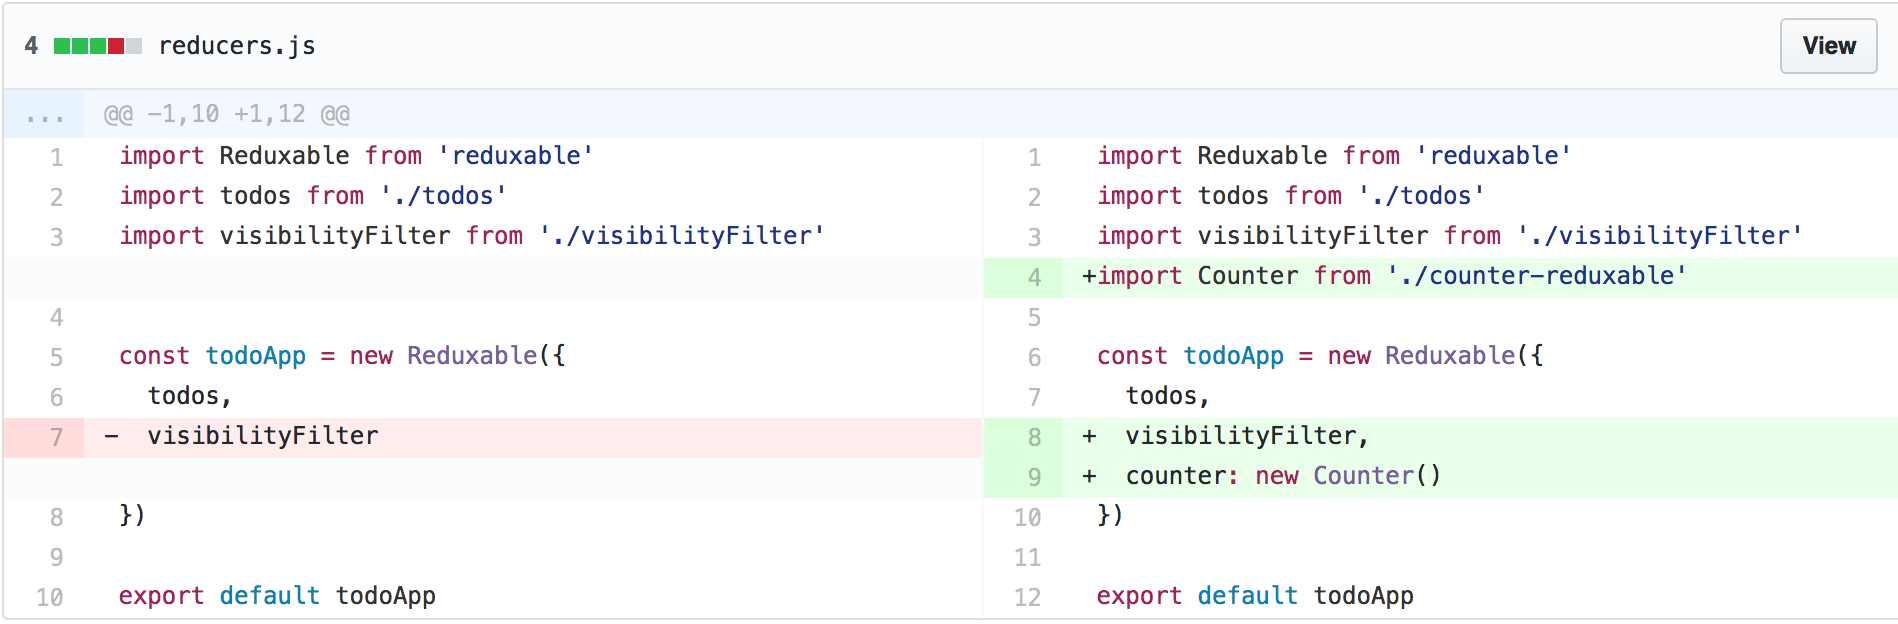 4 reducers.js View
... @@ -1,10 +1,12 @@
1 import Reduxable from 'reduxable'
2 import todos from './todos'
3 import visibilityFilter from './visibilityFilter'
4
5 const todoApp = new Reduxable({
6 todos,
7 - visibilityFilter
8 })
9
10 export default todoApp
1 import Reduxable from 'reduxable'
2 import todos from './todos'
3 import visibilityFilter from './visibilityFilter'
4 +import Counter from './counter-reduxable'
5
6 const todoApp = new Reduxable({
7 todos,
8 + visibilityFilter,
9 + counter: new Counter()
10 })
11
12 export default todoApp